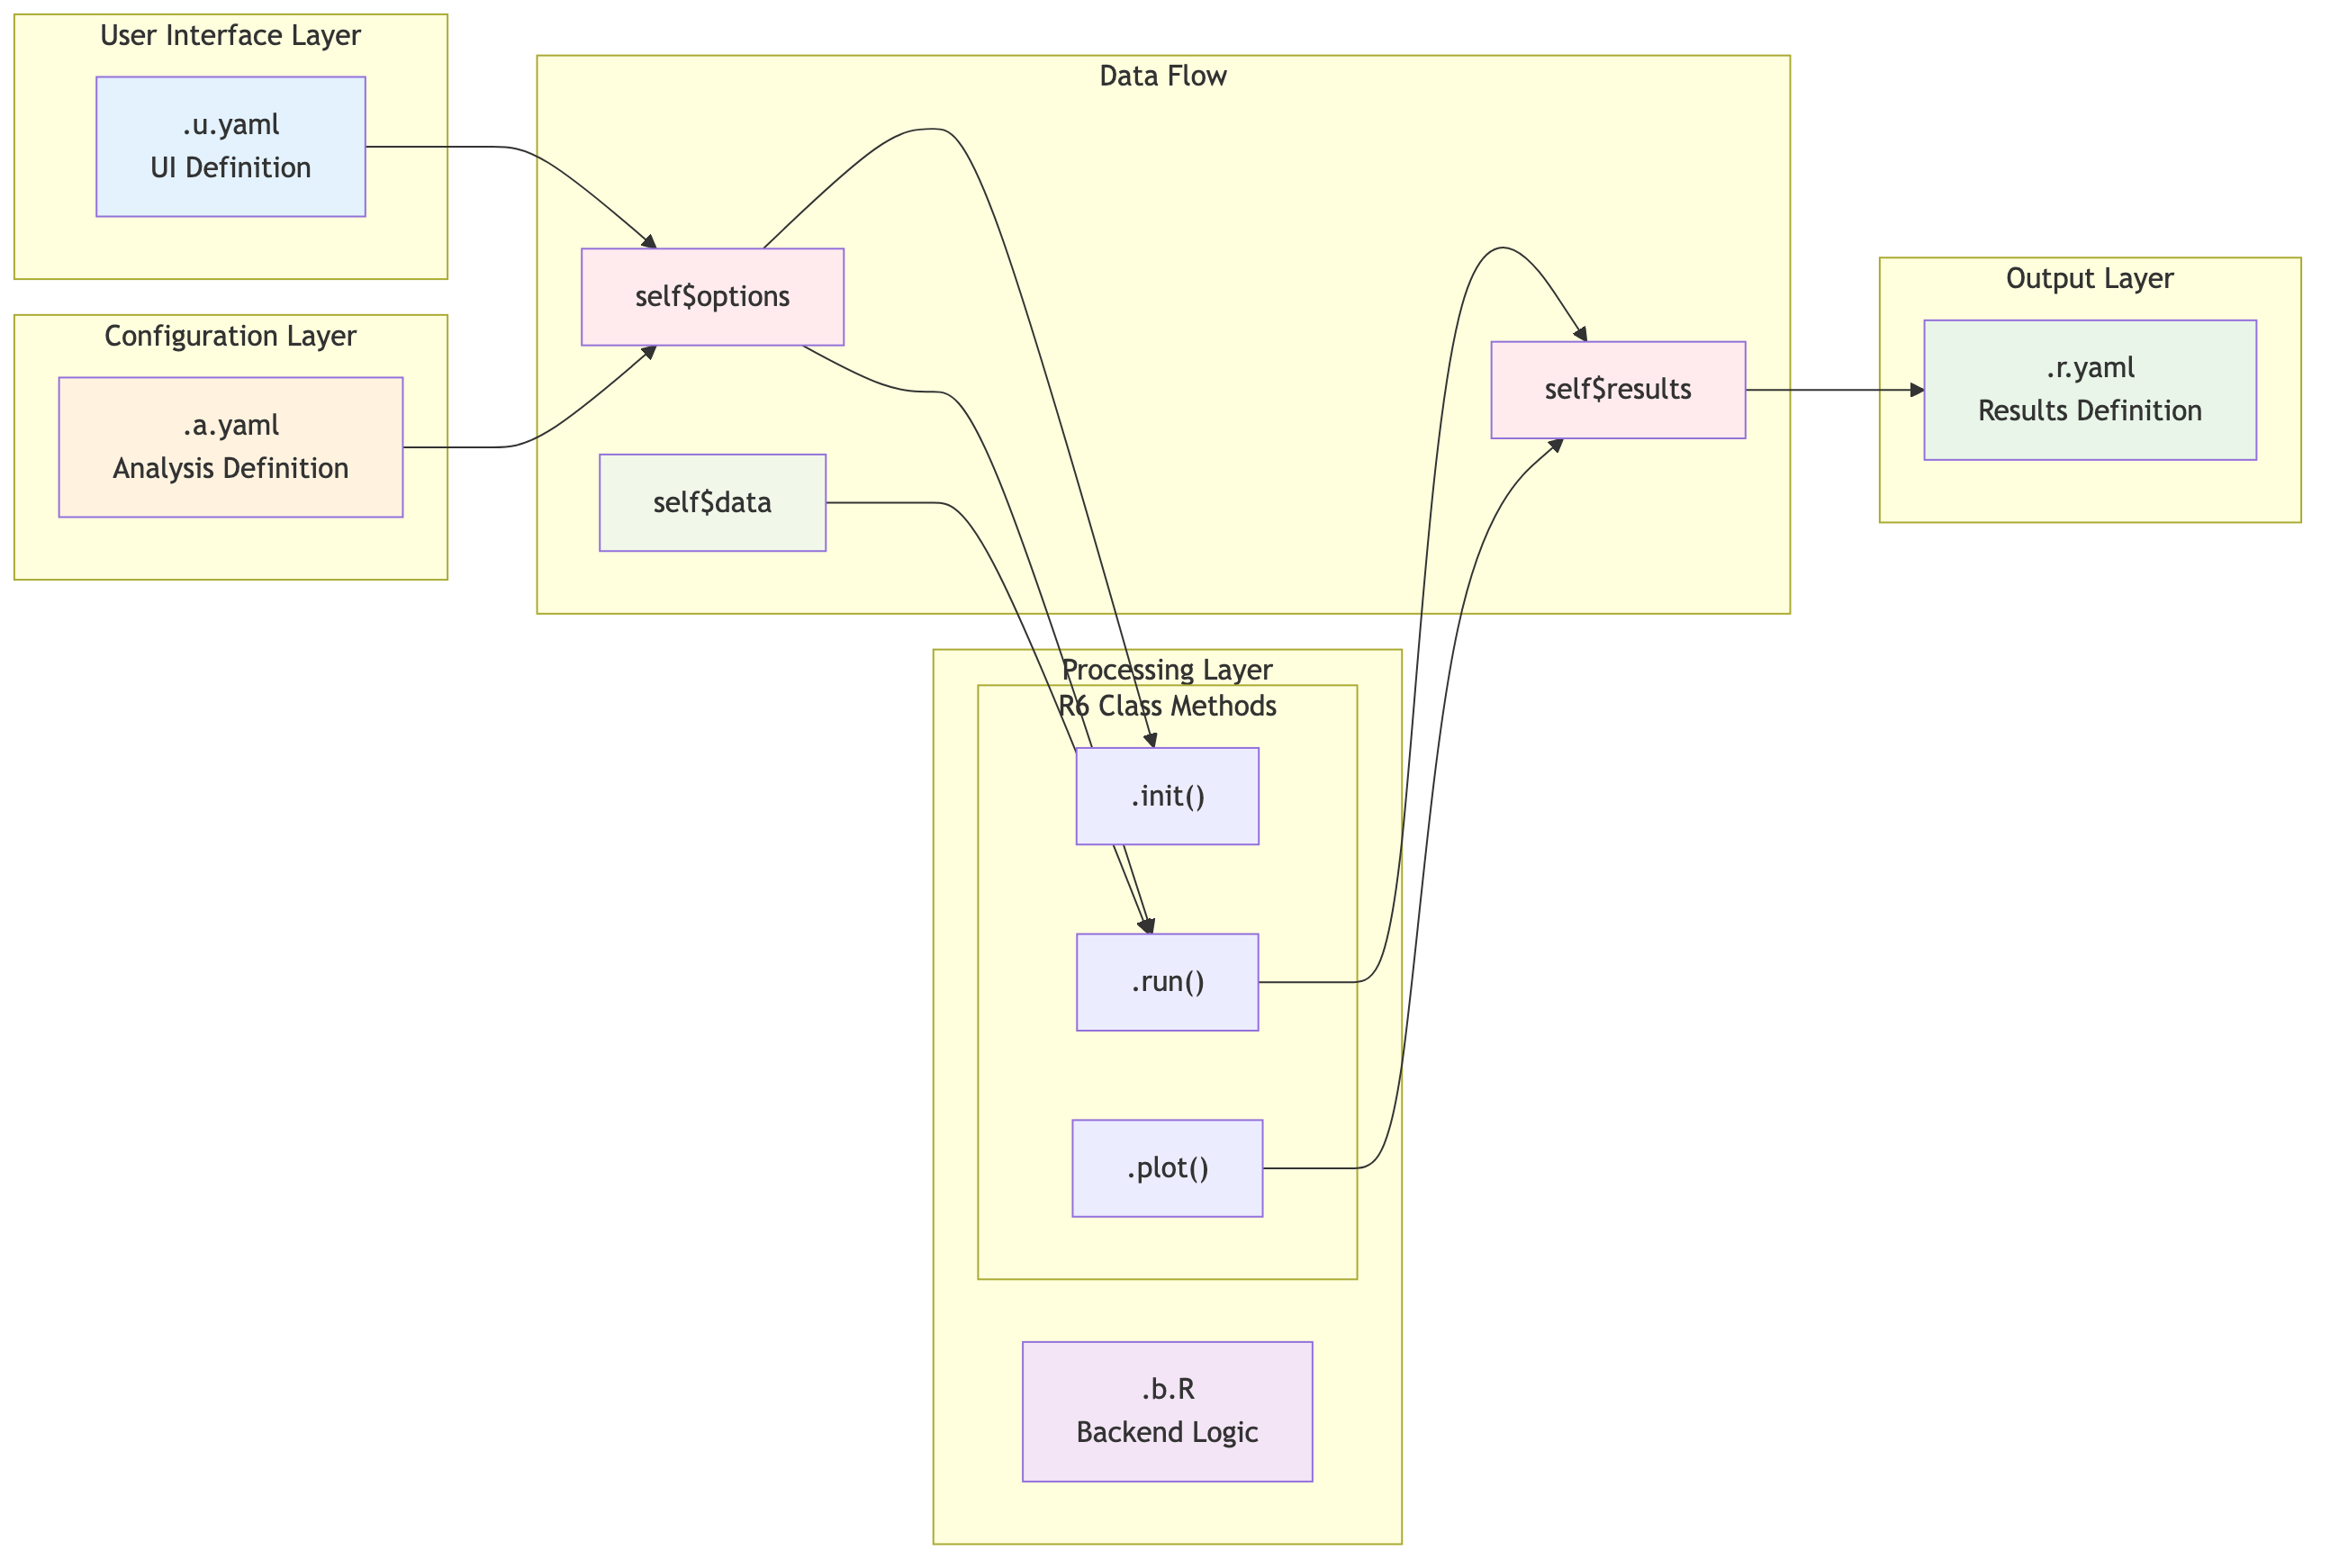 User Interface Layer
.u.yaml
UI Definition
Configuration Layer
.a.yaml
Analysis Definition
Data Flow
self$options
self$data
self$results
Output Layer
.r.yaml
Results Definition
Processing Layer
R6 Class Methods
.init()
.run()
.plot()
.b.R
Backend Logic